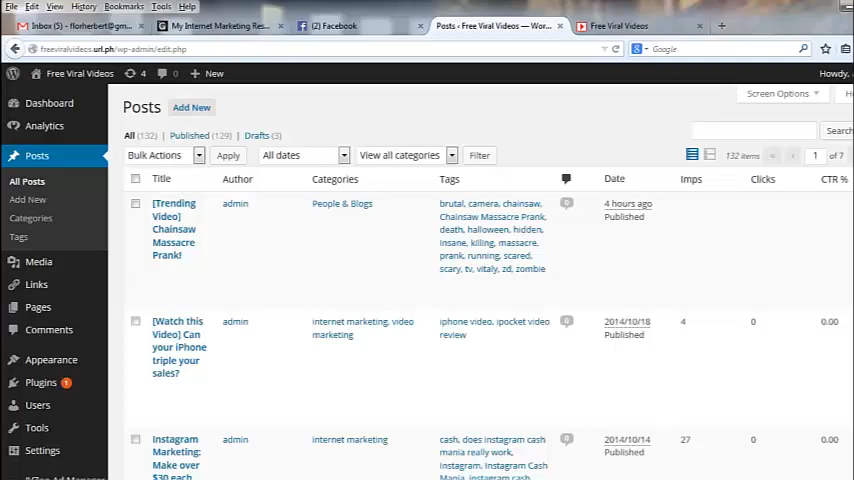 File Edit View History Bookmarks Tools Help
Inbox (5) - florherbert@gm... My Internet Marketing Res... (2) Facebook Posts ‹ Free Viral Videos — Wor... Free Viral Videos
freeviralvideos.url.ph/wp-admin/edit.php Google
Free Viral Videos 4 0 + New Howdy,
Dashboard
Analytics
Posts
All Posts
Add New
Categories
Tags
Media
Links
Pages
Comments
Appearance
Plugins 1
Users
Tools
Settings
Screen Options
Posts Add New
All (132) | Published (129) | Drafts (3)
Search
Bulk Actions Apply All dates View all categories Filter 132 items « ‹ 1 of 7
Title Author Categories Tags Date Imps Clicks CTR %
[Trending
Video]
Chainsaw
Massacre
Prank!
admin
People & Blogs
brutal, camera, chainsaw,
Chainsaw Massacre Prank,
death, halloween, hidden,
insane, killing, massacre,
prank, running, scared,
scary, tv, vitaly, zd, zombie
0
4 hours ago
Published
[Watch this
Video] Can
your iPhone
triple your
sales?
admin
internet marketing, video
marketing
iphone video, ipocket video
review
0
2014/10/18
Published
4 0 0.00
Instagram
Marketing:
Make over
$30 each
admin
internet marketing
cash, does instagram cash
mania really work,
Instagram, Instagram Cash
Mania, instagram cash
0
2014/10/14
Published
27 0 0.00